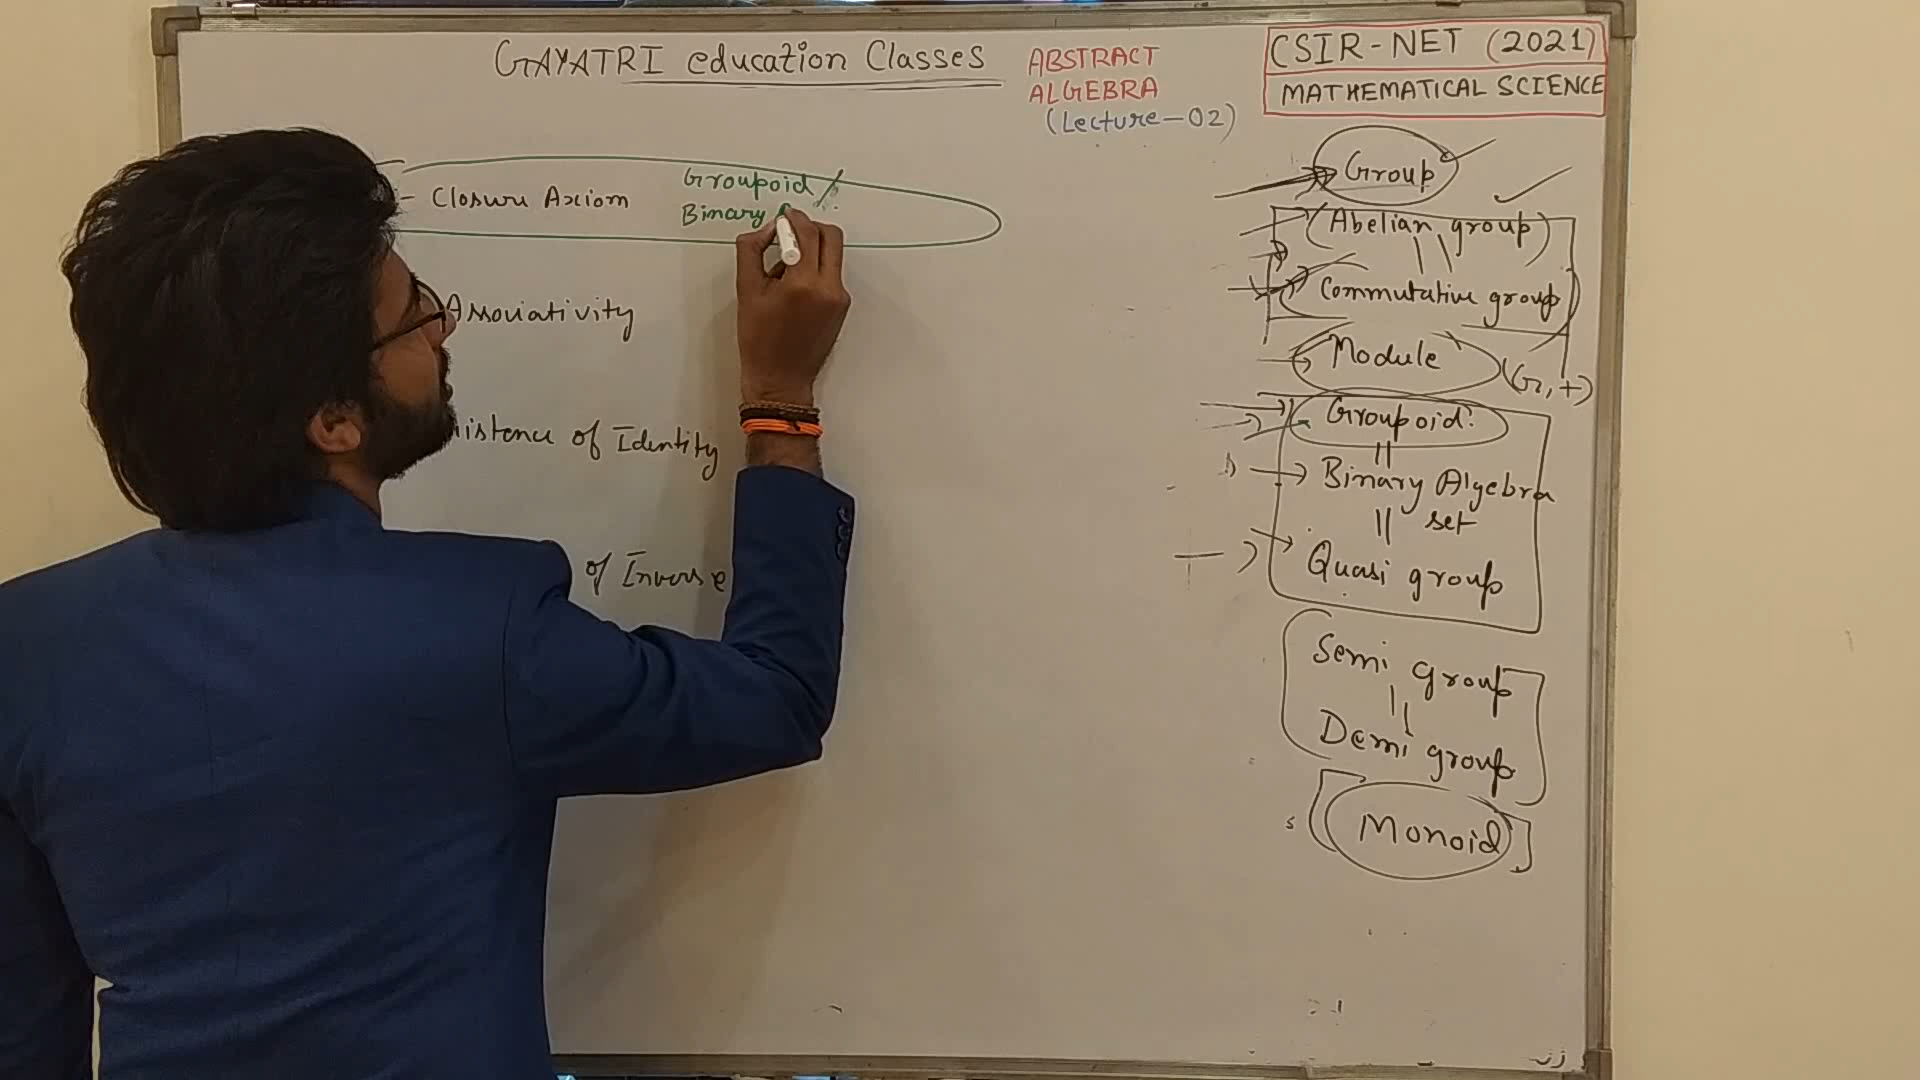 GAYATRI education Classes
ABSTRACT
ALGEBRA
(Lecture-02)
CSIR-NET (2021)
MATHEMATICAL SCIENCE
- Closure Axiom
Groupoid /
Binary
Associativity
istence of Identity
of Inverse
Group
(Abelian group)
Commutative group
Module
(G, +)
Groupoid:
Binary Algebra
set
Quasi group
Semi group
Demi group
Monoid